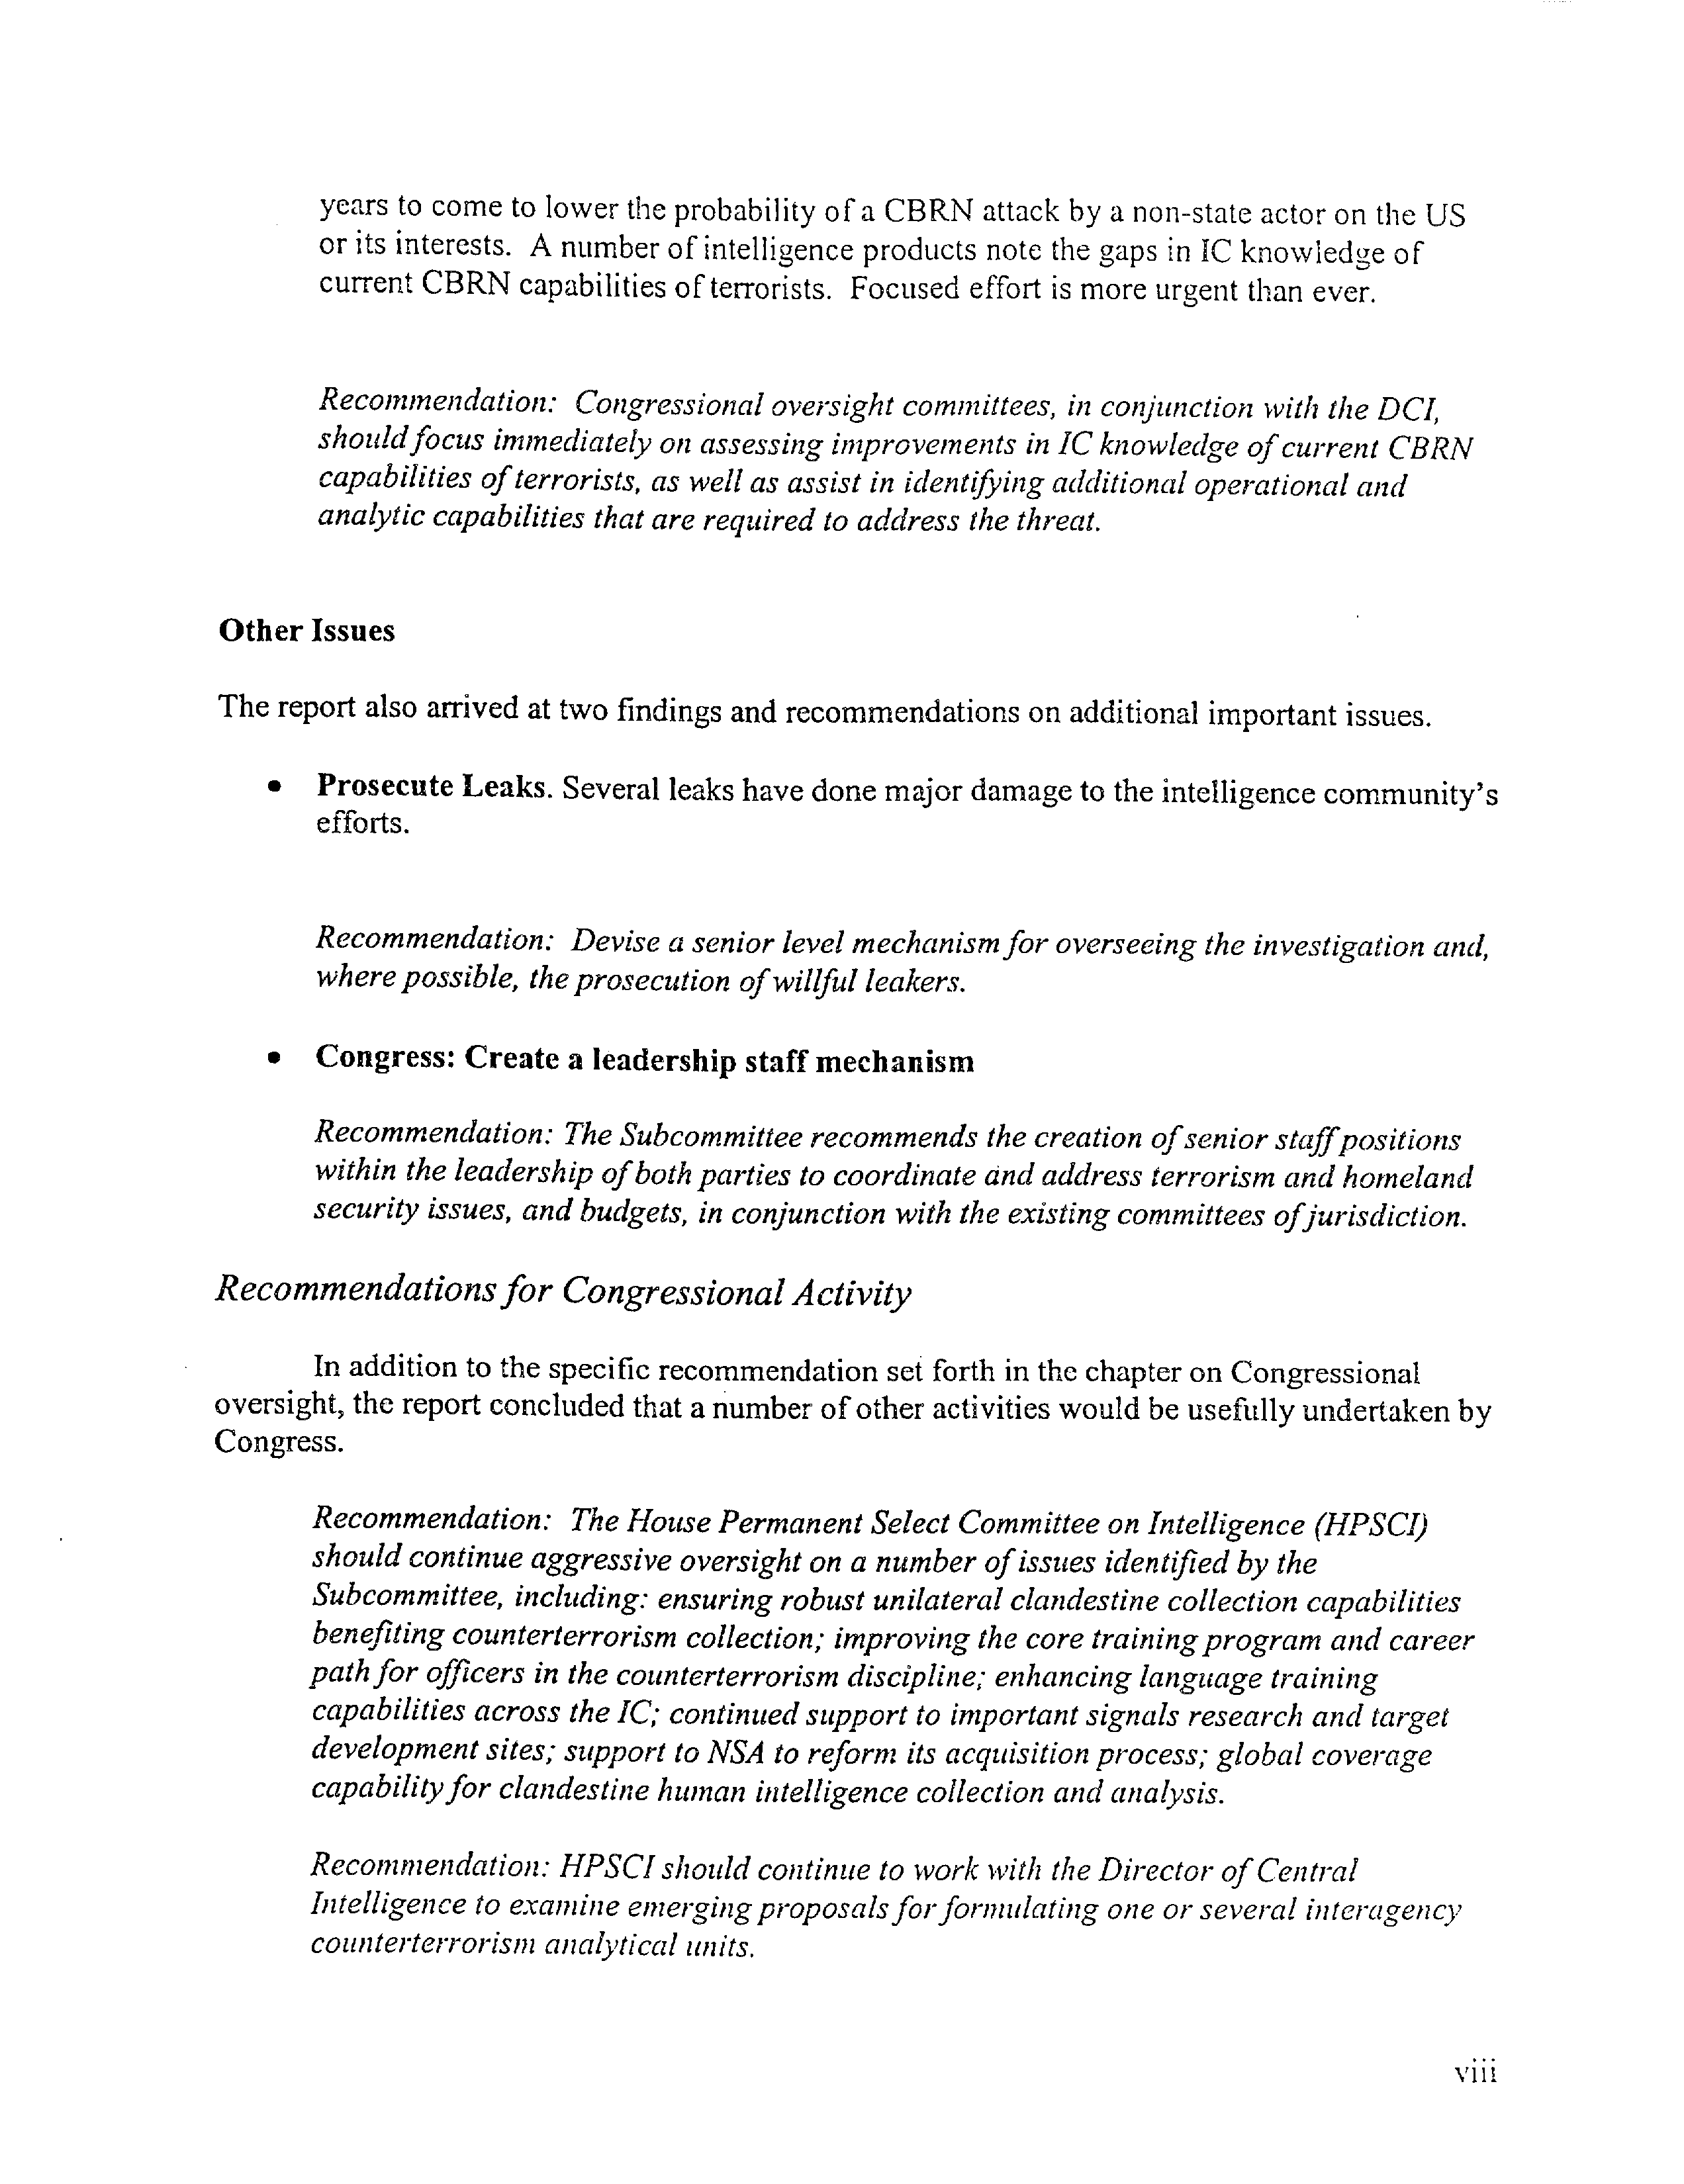 years to come to lower the probability of a CBRN attack by a non-state actor on the US
or its interests. A number of intelligence products note the gaps in IC knowledge of
current CBRN capabilities of terrorists. Focused effort is more urgent than ever.
Recommendation: Congressional oversight committees, in conjunction with the DCI,
should focus immediately on assessing improvements in IC knowledge of current CBRN
capabilities of terrorists, as well as assist in identifying additional operational and
analytic capabilities that are required to address the threat.
Other Issues
The report also arrived at two findings and recommendations on additional important issues.
• Prosecute Leaks. Several leaks have done major damage to the intelligence community's
efforts.
Recommendation: Devise a senior level mechanism for overseeing the investigation and,
where possible, the prosecution of willful leakers.
• Congress: Create a leadership staff mechanism
Recommendation: The Subcommittee recommends the creation of senior staff positions
within the leadership of both parties to coordinate and address terrorism and homeland
security issues, and budgets, in conjunction with the existing committees of jurisdiction.
Recommendations for Congressional Activity
In addition to the specific recommendation set forth in the chapter on Congressional
oversight, the report concluded that a number of other activities would be usefully undertaken by
Congress.
Recommendation: The House Permanent Select Committee on Intelligence (HPSCI)
should continue aggressive oversight on a number of issues identified by the
Subcommittee, including: ensuring robust unilateral clandestine collection capabilities
benefiting counterterrorism collection; improving the core training program and career
path for officers in the counterterrorism discipline; enhancing language training
capabilities across the IC; continued support to important signals research and target
development sites; support to NSA to reform its acquisition process; global coverage
capability for clandestine human intelligence collection and analysis.
Recommendation: HPSCI should continue to work with the Director of Central
Intelligence to examine emerging proposals for formulating one or several interagency
counterterrorism analytical units.
viii